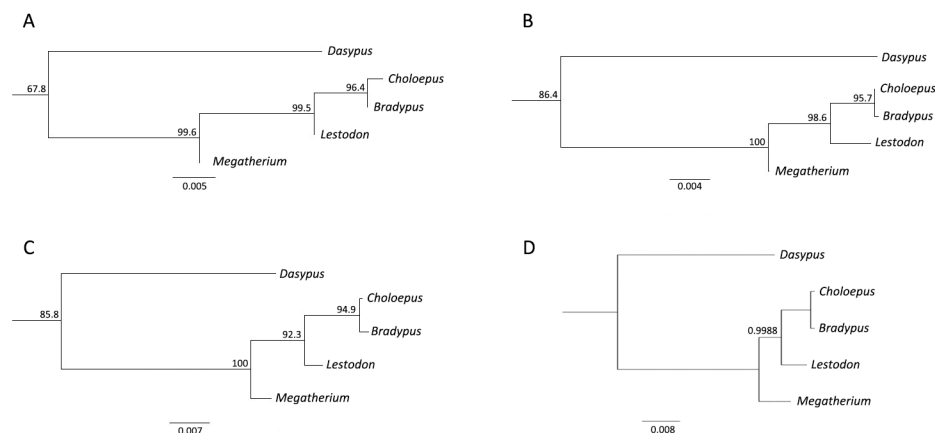 A
Dasypus
67.8
96.4
Choloepus
99.5
Bradypus
99.6
Lestodon
Megatherium
0.005
B
Dasypus
86.4
95.7
Choloepus
98.6
Bradypus
100
Lestodon
Megatherium
0.004
C
Dasypus
85.8
94.9
Choloepus
92.3
Bradypus
100
Lestodon
Megatherium
0.007
D
Dasypus
Choloepus
0.9988
Bradypus
Lestodon
Megatherium
0.008